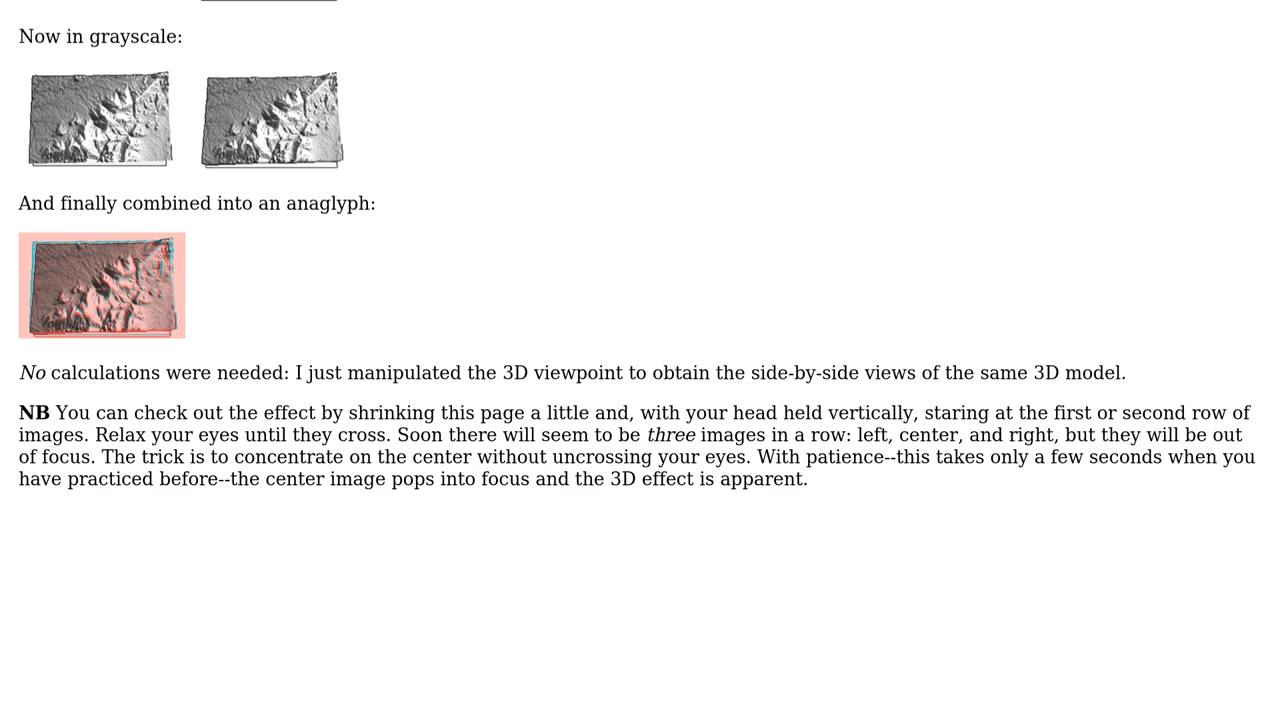 Now in grayscale:
And finally combined into an anaglyph:
No calculations were needed: I just manipulated the 3D viewpoint to obtain the side-by-side views of the same 3D model.
NB You can check out the effect by shrinking this page a little and, with your head held vertically, staring at the first or second row of
images. Relax your eyes until they cross. Soon there will seem to be three images in a row: left, center, and right, but they will be out
of focus. The trick is to concentrate on the center without uncrossing your eyes. With patience--this takes only a few seconds when you
have practiced before--the center image pops into focus and the 3D effect is apparent.